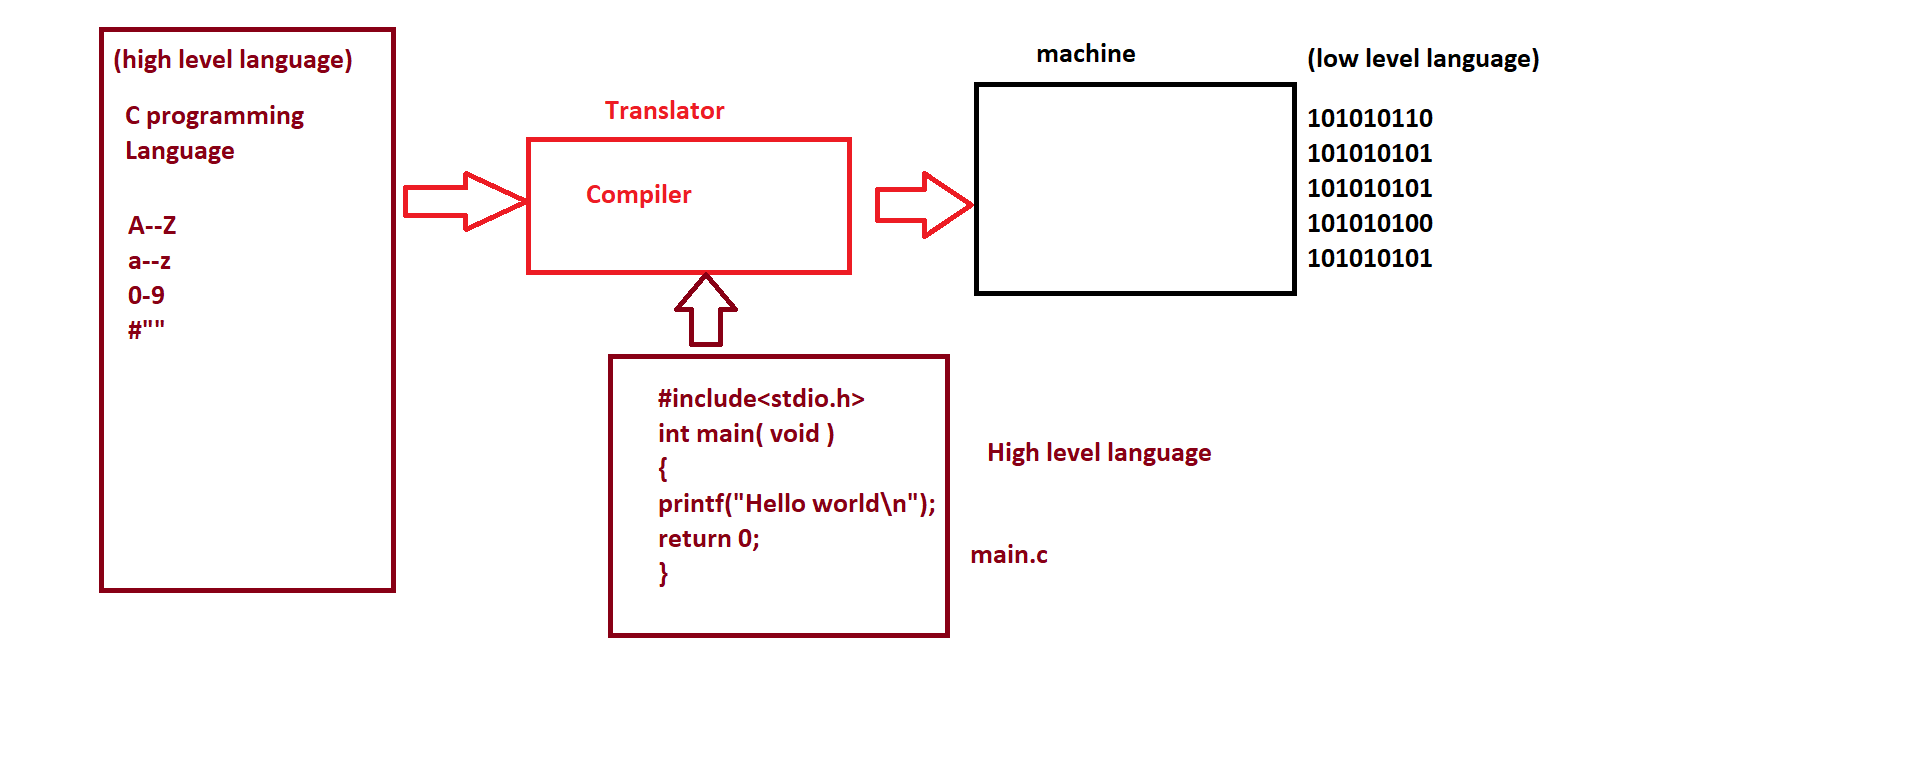 (high level language)
C programming
Language
A--Z
a--z
0-9
#""
Translator
Compiler
machine
(low level language)
101010110
101010101
101010101
101010100
101010101
#include<stdio.h>
int main( void )
{
printf("Hello world\n");
return 0;
}
High level language
main.c